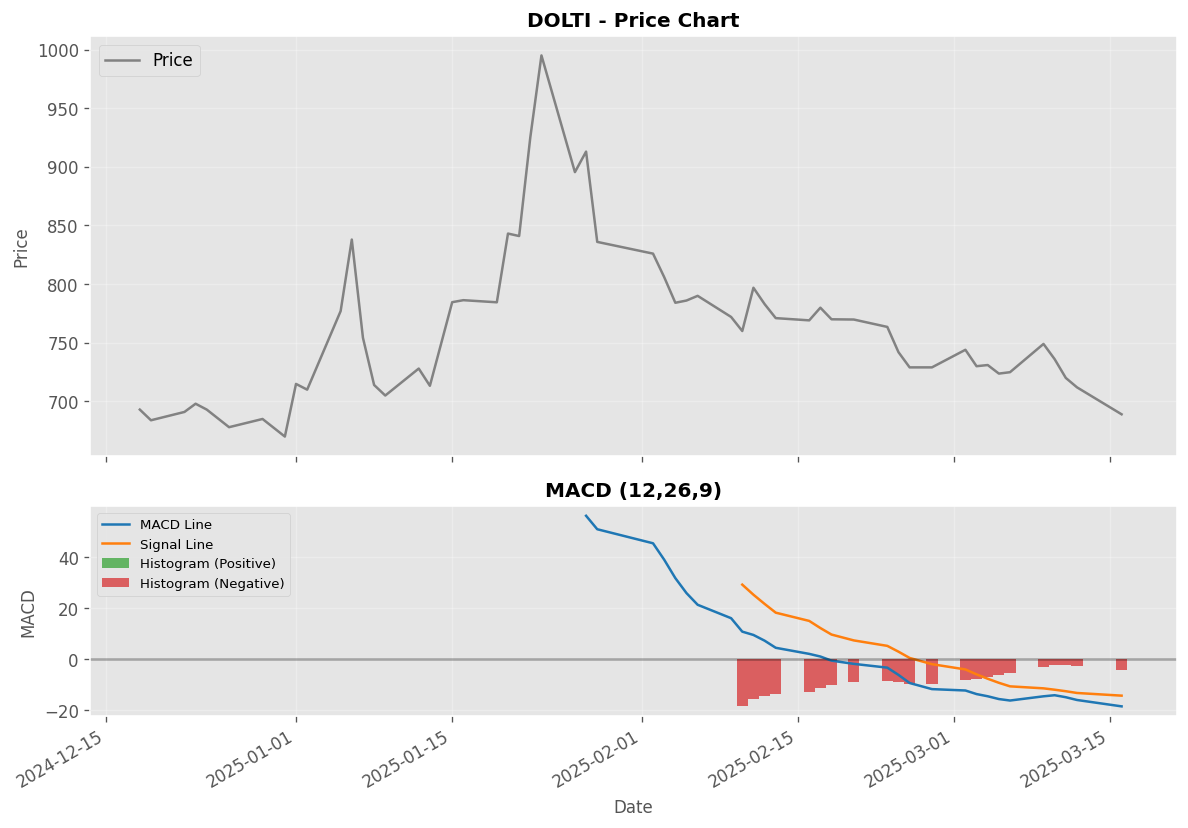 DOLTI - Price Chart
Price
1000
950
900
850
800
750
700
Price
MACD (12,26,9)
MACD Line
Signal Line
Histogram (Positive)
Histogram (Negative)
40
20
0
−20
MACD
2024-12-15
2025-01-01
2025-01-15
2025-02-01
2025-02-15
2025-03-01
2025-03-15
Date